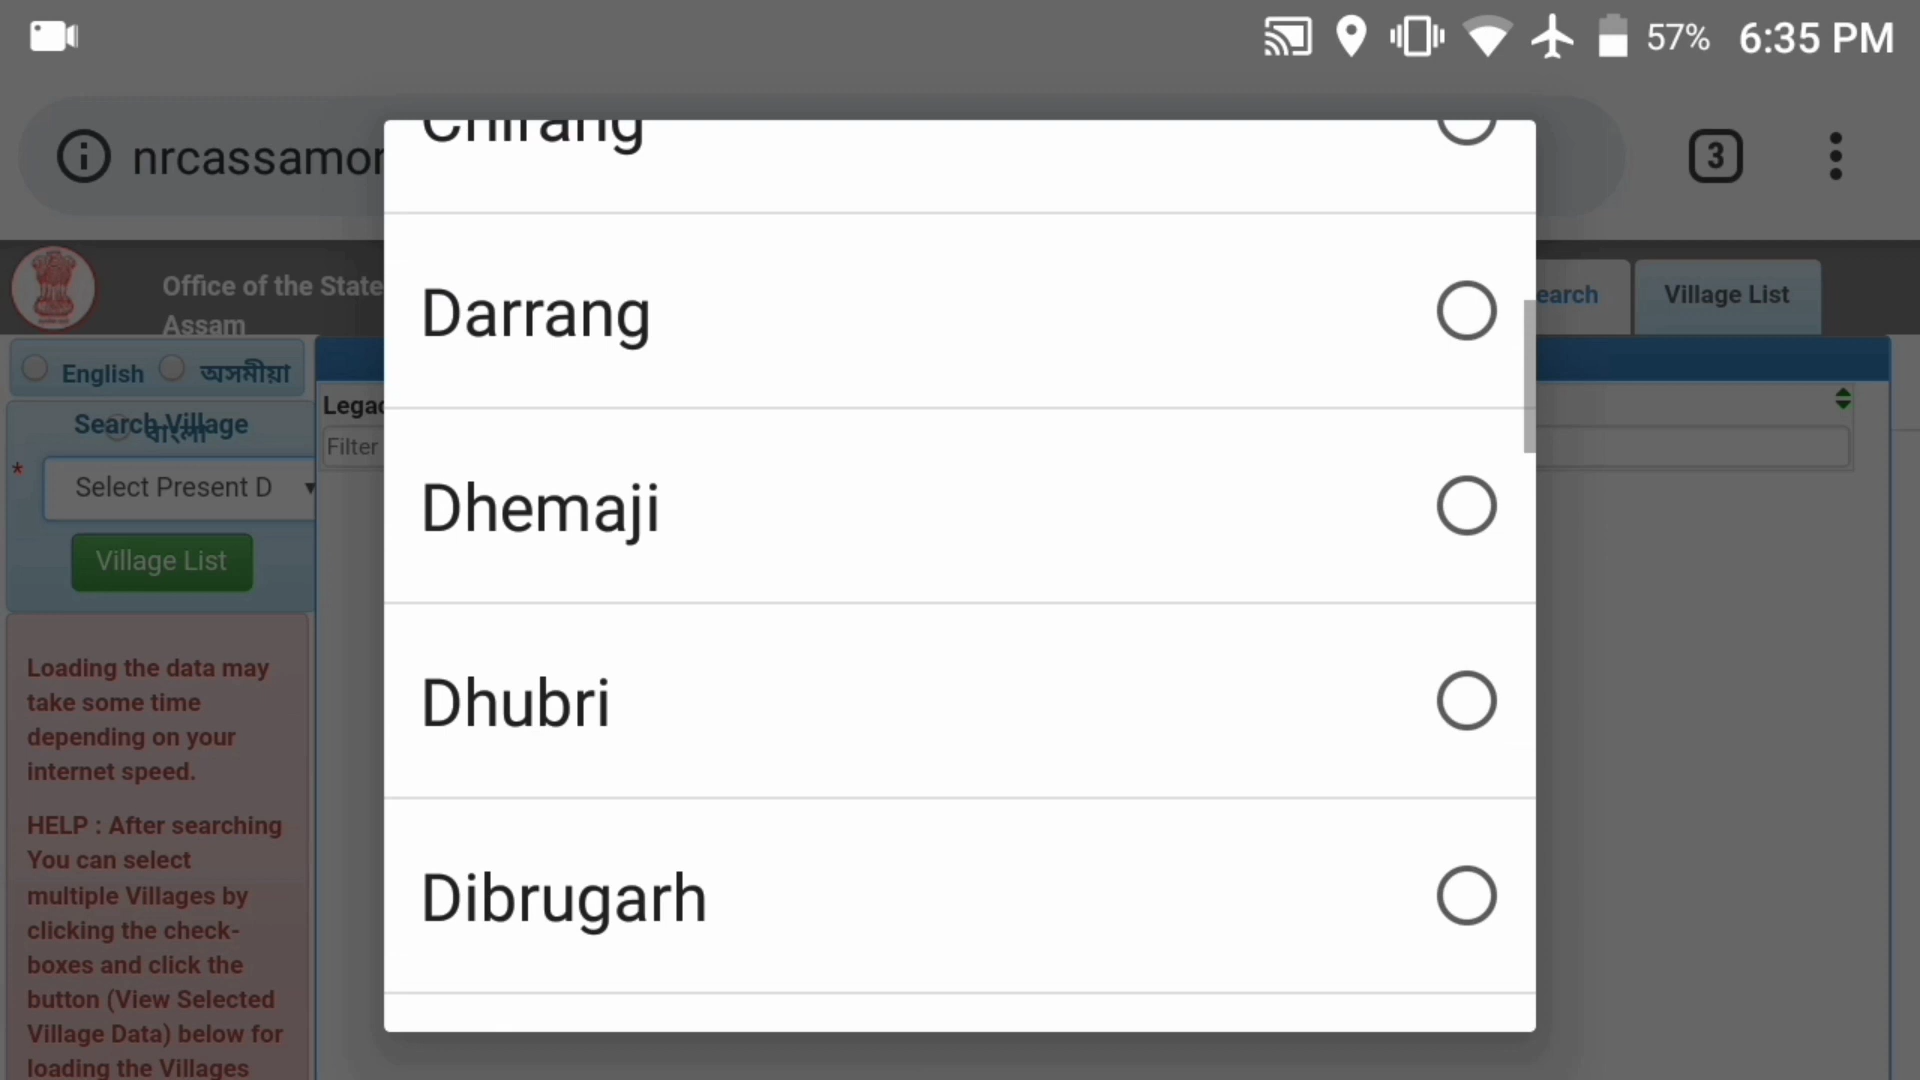 57% 6:35 PM
nrcassamor
3
Office of the State
Assam
earch
Village List
English
অসমীয়া
বাংলা
Search Village
*
Select Present D
Village List
Legac
Filter
Loading the data may
take some time
depending on your
internet speed.
HELP : After searching
You can select
multiple Villages by
clicking the check-
boxes and click the
button (View Selected
Village Data) below for
loading the Villages
Chirang
Darrang
Dhemaji
Dhubri
Dibrugarh